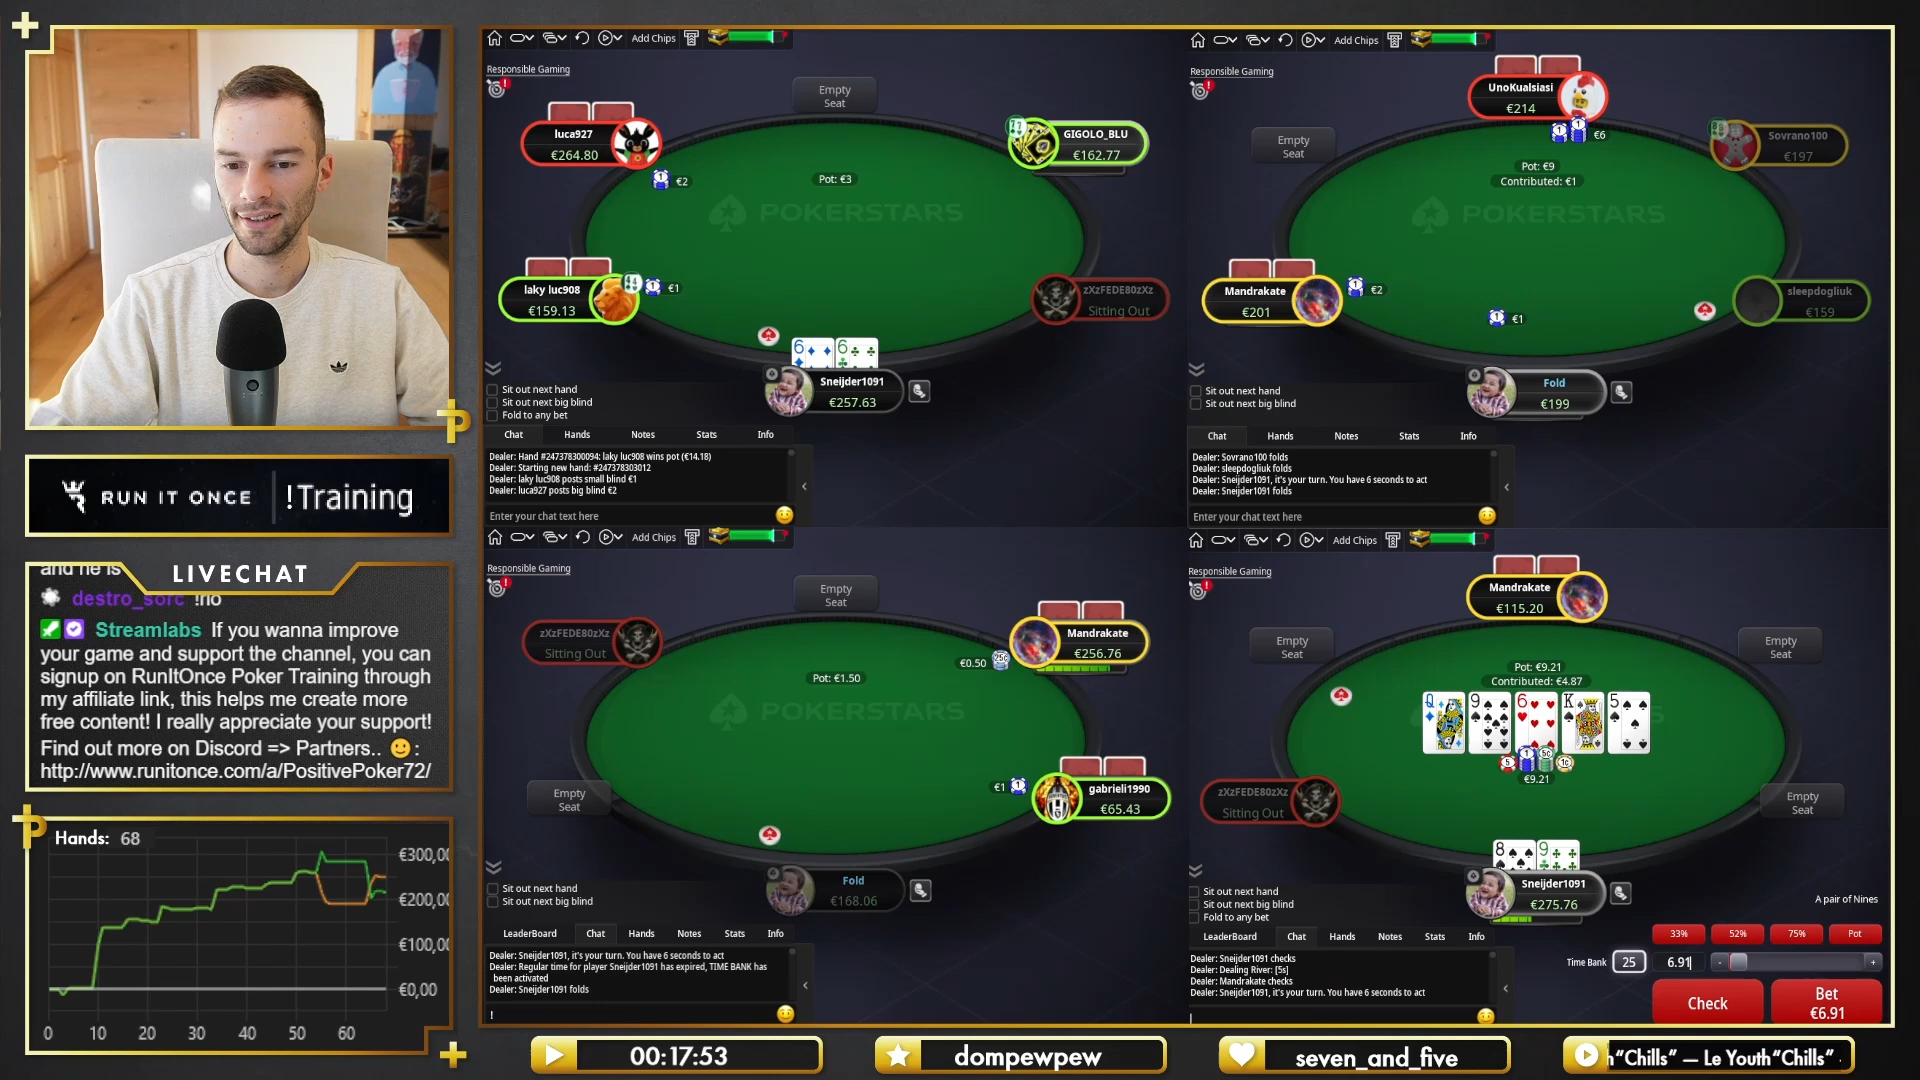 RUN IT ONCE
!Training
LIVECHAT
and he is
destro_sorc !rio
Streamlabs If you wanna improve
your game and support the channel, you can
signup on RunItOnce Poker Training through
my affiliate link, this helps me create more
free content! I really appreciate your support!
Find out more on Discord => Partners.. :
http://www.runitonce.com/a/PositivePoker72/
Hands: 68
€300,00
€200,00
€100,00
€0,00
0 10 20 30 40 50 60
Add Chips
Responsible Gaming
Empty
Seat
luca927
€264.80
€2
GIGOLO_BLU
€162.77
Pot: €3
POKERSTARS
laky luc908
€159.13
€1
zXzFEDE80zXz
Sitting Out
6 6
Sneijder1091
€257.63
Sit out next hand
Sit out next big blind
Fold to any bet
Chat Hands Notes Stats Info
Dealer: Hand #247378300094: laky luc908 wins pot (€14.18)
Dealer: Starting new hand: #247378303012
Dealer: laky luc908 posts small blind €1
Dealer: luca927 posts big blind €2
Enter your chat text here
Add Chips
Responsible Gaming
UnoKualsiasi
€214
€6
Empty
Seat
Sovrano100
€197
Pot: €9
Contributed: €1
POKERSTARS
Mandrakate
€201
€2
€1
sleepdogliuk
€159
Fold
€199
Sit out next hand
Sit out next big blind
Chat Hands Notes Stats Info
Dealer: Sovrano100 folds
Dealer: sleepdogliuk folds
Dealer: Sneijder1091, it's your turn. You have 6 seconds to act
Dealer: Sneijder1091 folds
Enter your chat text here
Add Chips
Responsible Gaming
Empty
Seat
zXzFEDE80zXz
Sitting Out
Mandrakate
€256.76
€0.50
Pot: €1.50
POKERSTARS
Empty
Seat
€1
gabrieli1990
€65.43
Fold
€168.06
Sit out next hand
Sit out next big blind
LeaderBoard Chat Hands Notes Stats Info
Dealer: Sneijder1091, it's your turn. You have 6 seconds to act
Dealer: Regular time for player Sneijder1091 has expired, TIME BANK has
been activated
Dealer: Sneijder1091 folds
!
Add Chips
Responsible Gaming
Mandrakate
€115.20
Empty
Seat
Empty
Seat
Pot: €9.21
Contributed: €4.87
Q 9 6 K 5
€9.21
zXzFEDE80zXz
Sitting Out
Empty
Seat
8 9
Sneijder1091
€275.76
Sit out next hand
Sit out next big blind
Fold to any bet
A pair of Nines
33% 52% 75% Pot
Time Bank 25 6.91 - +
Check
Bet
€6.91
LeaderBoard Chat Hands Notes Stats Info
Dealer: Sneijder1091 checks
Dealer: Dealing River: [5s]
Dealer: Mandrakate checks
Dealer: Sneijder1091, it's your turn. You have 6 seconds to act
00:17:53
dompewpew
seven_and_five
h"Chills" — Le Youth"Chills"